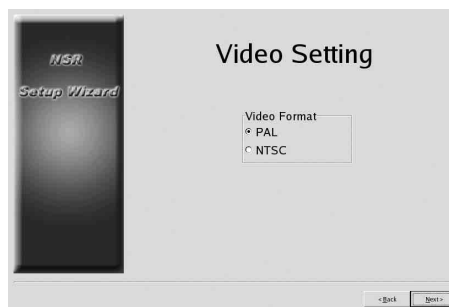 NSR
Setup Wizard
Video Setting
Video Format
PAL
NTSC
< Back
Next >